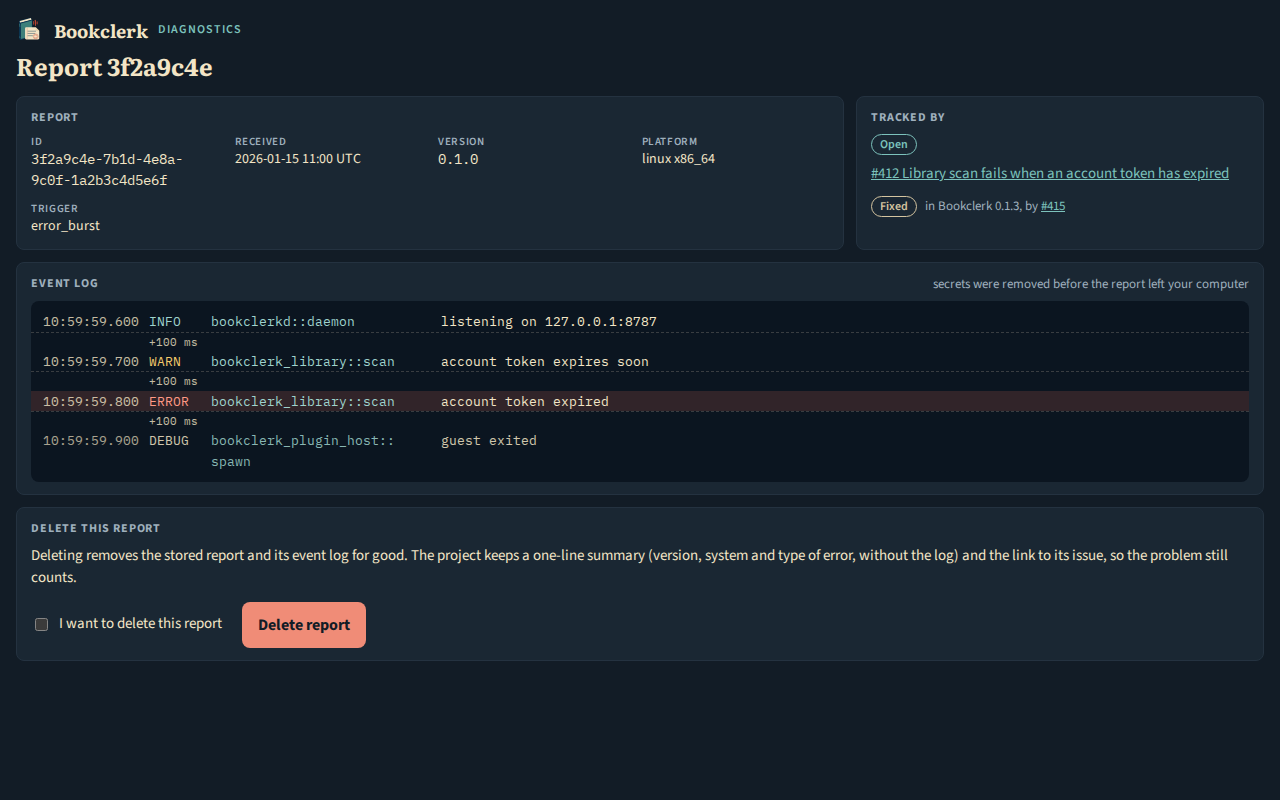 Bookclerk DIAGNOSTICS
Report 3f2a9c4e
REPORT
ID RECEIVED VERSION PLATFORM
3f2a9c4e-7b1d-4e8a- 2026-01-15 11:00 UTC 0.1.0 linux x86_64
9c0f-1a2b3c4d5e6f
TRIGGER
error_burst
TRACKED BY
Open
#412 Library scan fails when an account token has expired
Fixed in Bookclerk 0.1.3, by #415
EVENT LOG secrets were removed before the report left your computer
10:59:59.600 INFO bookclerkd::daemon listening on 127.0.0.1:8787
+100 ms
10:59:59.700 WARN bookclerk_library::scan account token expires soon
+100 ms
10:59:59.800 ERROR bookclerk_library::scan account token expired
+100 ms
10:59:59.900 DEBUG bookclerk_plugin_host:: guest exited
spawn
DELETE THIS REPORT
Deleting removes the stored report and its event log for good. The project keeps a one-line summary (version, system and type of error, without the log) and the link to its issue, so the problem still
counts.
I want to delete this report Delete report